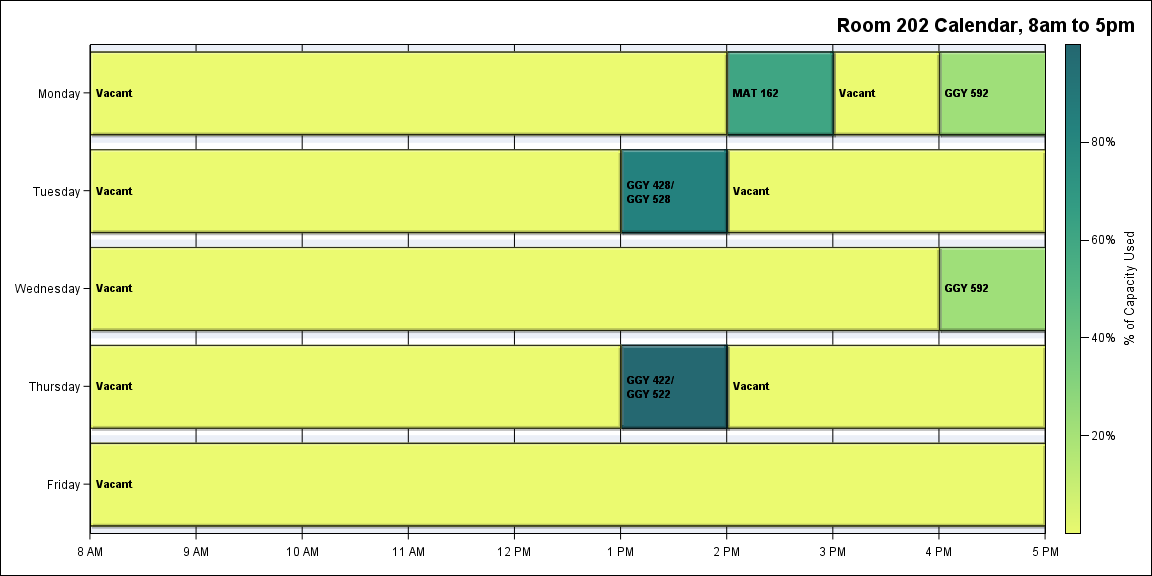 Room 202 Calendar, 8am to 5pm
Monday
Vacant
MAT 162
Vacant
GGY 592
Tuesday
Vacant
GGY 428/
GGY 528
Vacant
Wednesday
Vacant
GGY 592
Thursday
Vacant
GGY 422/
GGY 522
Vacant
Friday
Vacant
8 AM
9 AM
10 AM
11 AM
12 PM
1 PM
2 PM
3 PM
4 PM
5 PM
80%
60%
40%
20%
% of Capacity Used